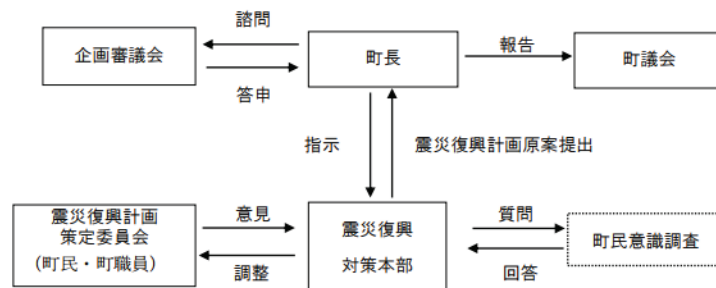 諮問
企画審議会
町長
報告
町議会
答申
指示
震災復興計画原案提出
震災復興計画
策定委員会
(町民・町職員)
意見
調整
震災復興
対策本部
質問
回答
町民意識調査